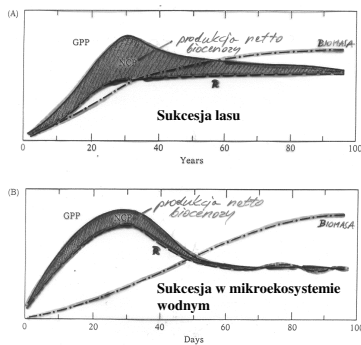 (A)
GPP
produkcja netto
biocenozy
NCP
BIOMASA
R
Sukcesja lasu
0 20 40 60 80 100
Years
(B)
GPP
NCP
produkcja netto
biocenozy
R
BIOMASA
Sukcesja w mikroekosystemie
wodnym
0 20 40 60 80 100
Days